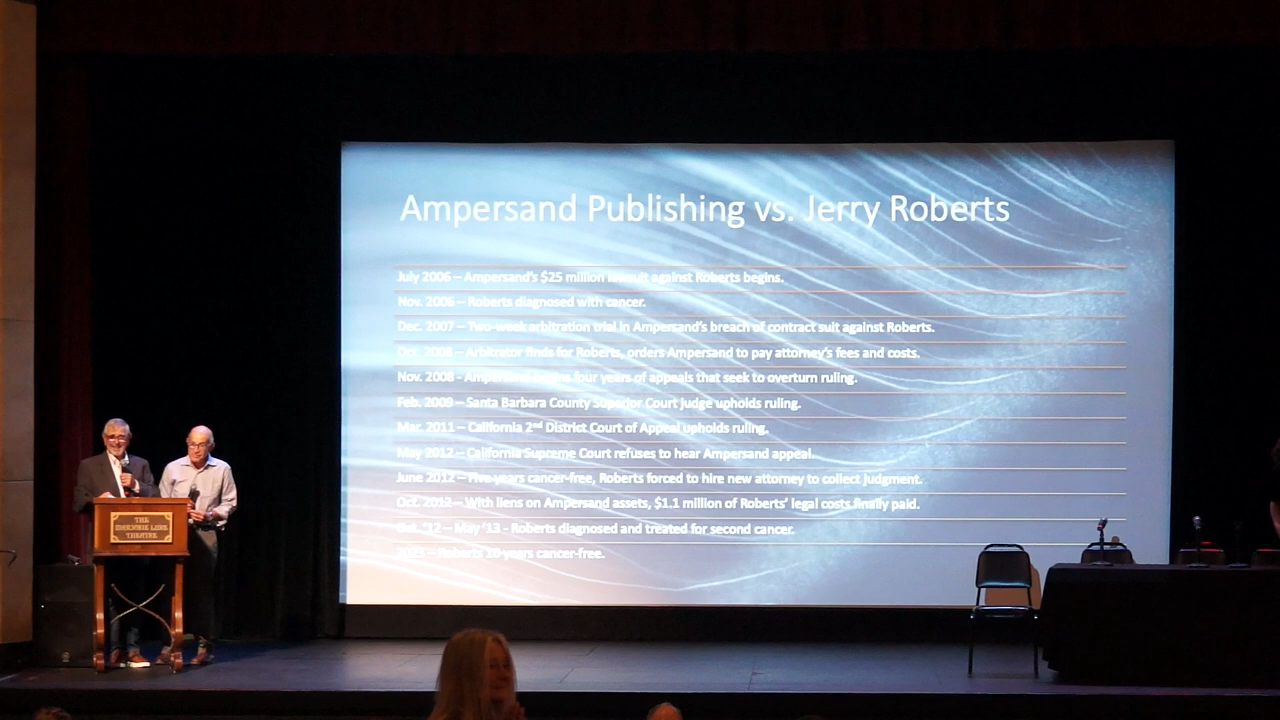 Ampersand Publishing vs. Jerry Roberts
July 2006 – Ampersand's $25 million lawsuit against Roberts begins.
Nov. 2006 – Roberts diagnosed with cancer.
Dec. 2007 – Two-week arbitration trial in Ampersand's breach of contract suit against Roberts.
Oct. 2008 – Arbitrator finds for Roberts, orders Ampersand to pay attorney's fees and costs.
Nov. 2008 - Ampersand begins four years of appeals that seek to overturn ruling.
Feb. 2009 – Santa Barbara County Superior Court judge upholds ruling.
Mar. 2011 – California 2nd District Court of Appeal upholds ruling.
May 2012 – California Supreme Court refuses to hear Ampersand appeal.
June 2012 – Five years cancer-free, Roberts forced to hire new attorney to collect judgment.
Oct. 2012 – With liens on Ampersand assets, $1.1 million of Roberts' legal costs finally paid.
'12 – May '13 - Roberts diagnosed and treated for second cancer.
2023 – Roberts 10 years cancer-free.
THE
MARJORIE LUKE
THEATRE